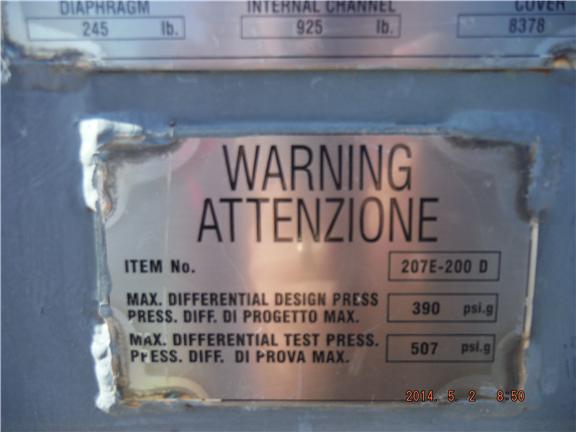 DIAPHRAGM INTERNAL CHANNEL COVER
245 lb. 925 lb. 8378
WARNING
ATTENZIONE
ITEM No. 207E-200 D
MAX. DIFFERENTIAL DESIGN PRESS
PRESS. DIFF. DI PROGETTO MAX.
390 psi.g
MAX. DIFFERENTIAL TEST PRESS.
PRESS. DIFF. DI PROVA MAX.
507 psi.g
2014. 5. 2 8:50